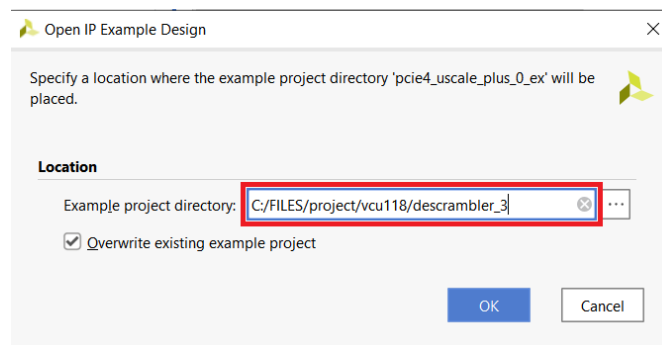 Open IP Example Design
Specify a location where the example project directory 'pcie4_uscale_plus_0_ex' will be
placed.
Location
Example project directory: C:/FILES/project/vcu118/descrambler_3
Overwrite existing example project
OK Cancel